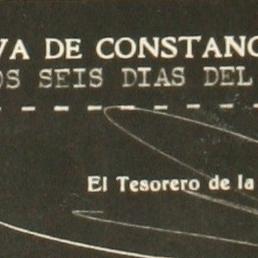 VA DE CONSTANC
OS SEIS DIAS DEL
El Tesorero de la